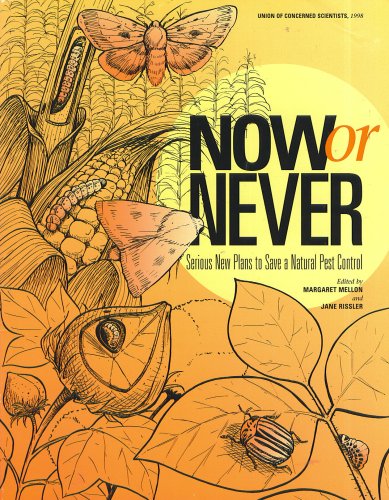 UNION OF CONCERNED SCIENTISTS, 1998
NOW or
NEVER
Serious New Plans to Save a Natural Pest Control
Edited by
MARGARET MELLON
and
JANE RISSLER